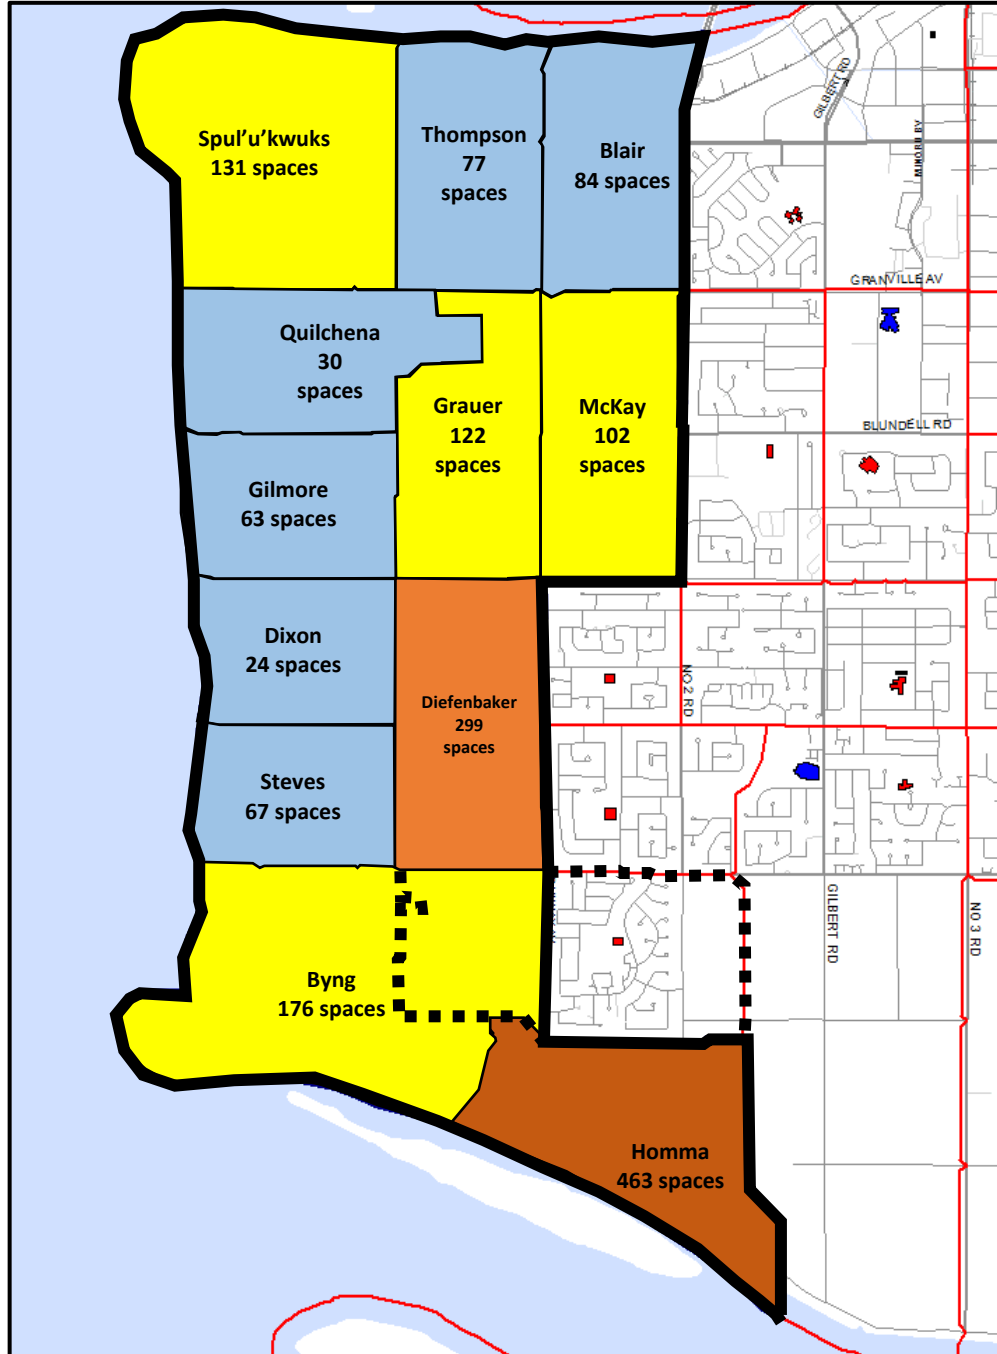 GILBERT RD
MINORU BV
Spul’u’kwuks
131 spaces
Thompson
77
spaces
Blair
84 spaces
GRANVILLE AV
Quilchena
30
spaces
Grauer
122
spaces
McKay
102
spaces
BLUNDELL RD
Gilmore
63 spaces
Dixon
24 spaces
Diefenbaker
299
spaces
NO 2 RD
Steves
67 spaces
GILBERT RD
NO 3 RD
Byng
176 spaces
Homma
463 spaces